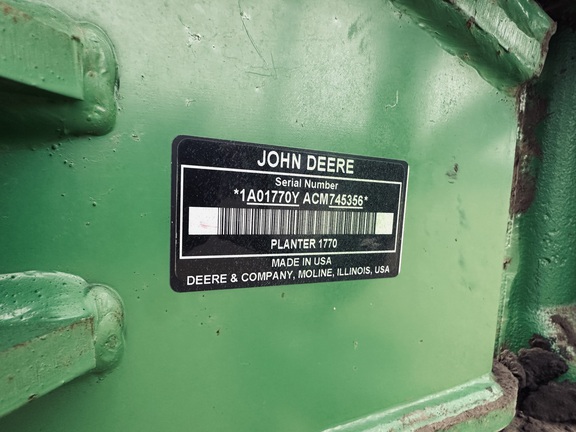 JOHN DEERE
Serial Number
*1A01770Y ACM745356*
PLANTER 1770
MADE IN USA
DEERE & COMPANY, MOLINE, ILLINOIS, USA